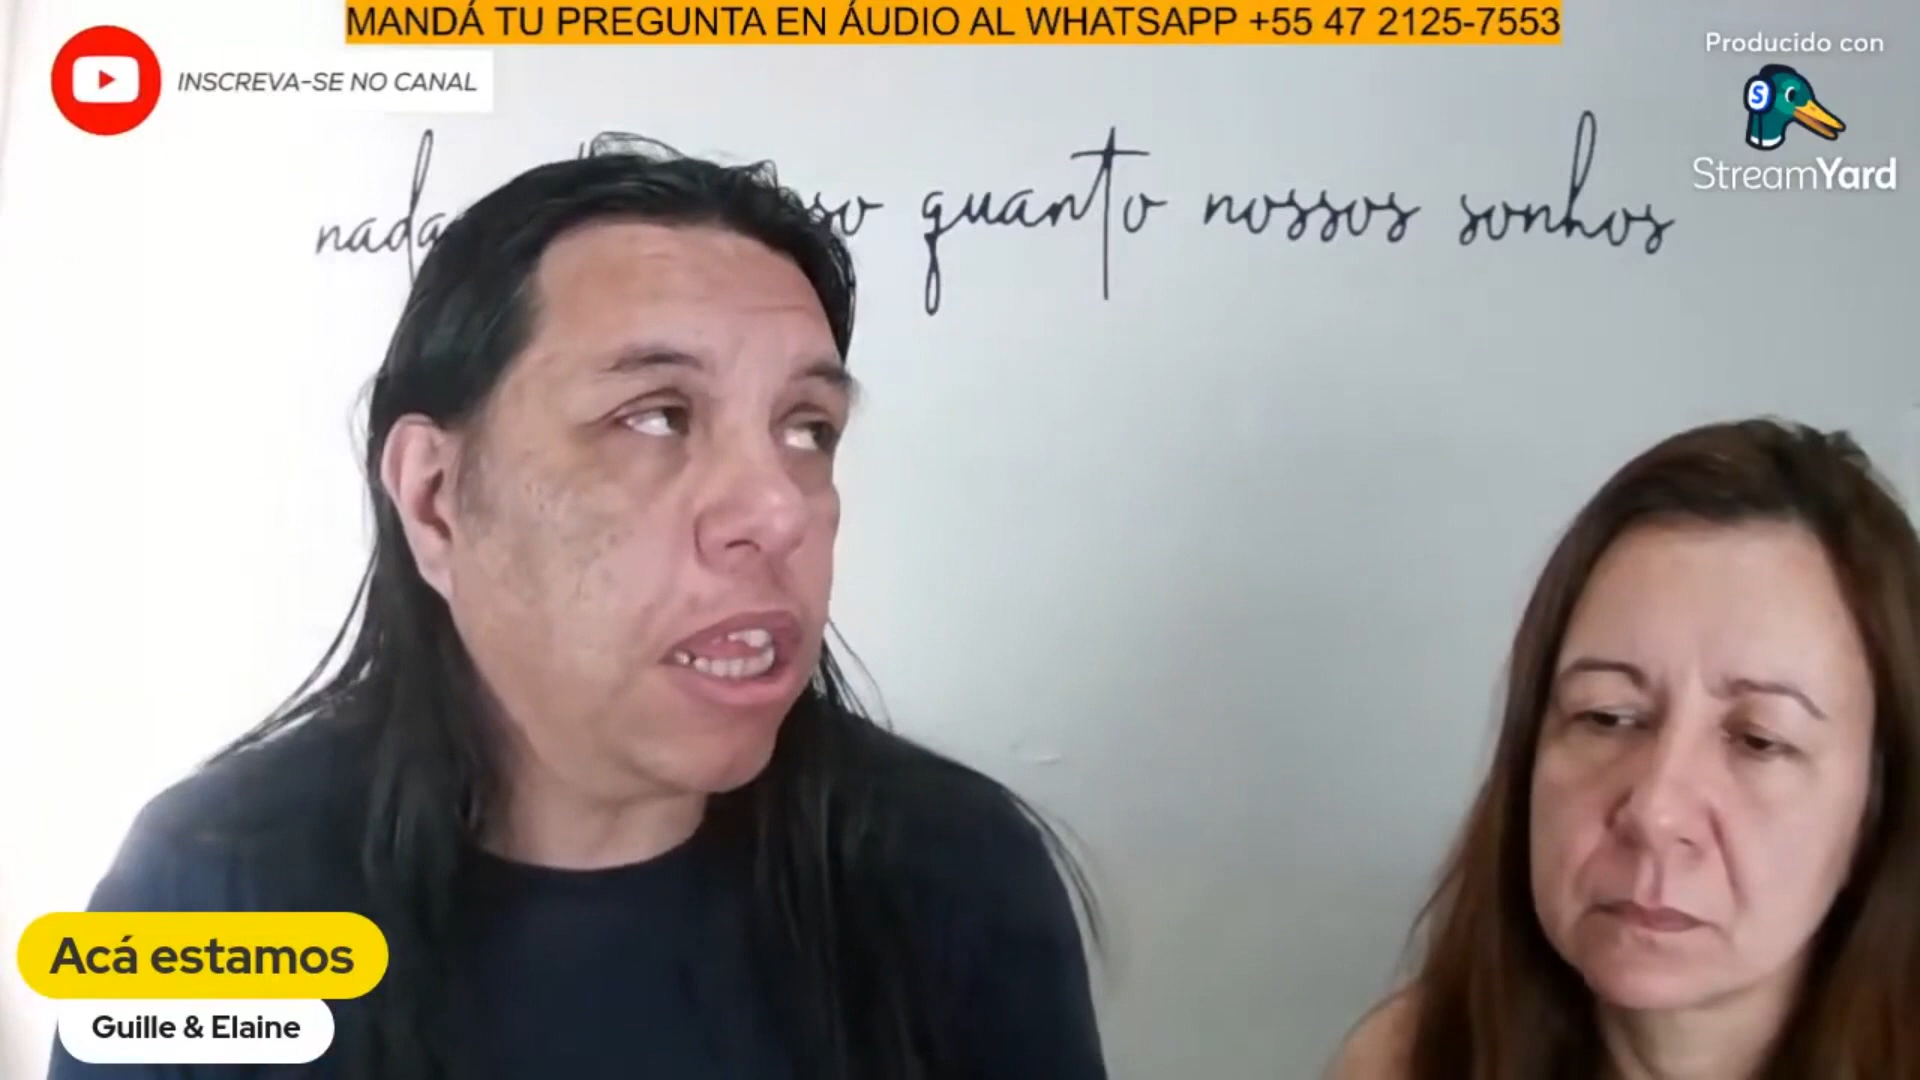 MANDÁ TU PREGUNTA EN ÁUDIO AL WHATSAPP +55 47 2125-7553
INSCREVA-SE NO CANAL
Producido con
StreamYard
nada quanto nossos sonhos
Acá estamos
Guille & Elaine